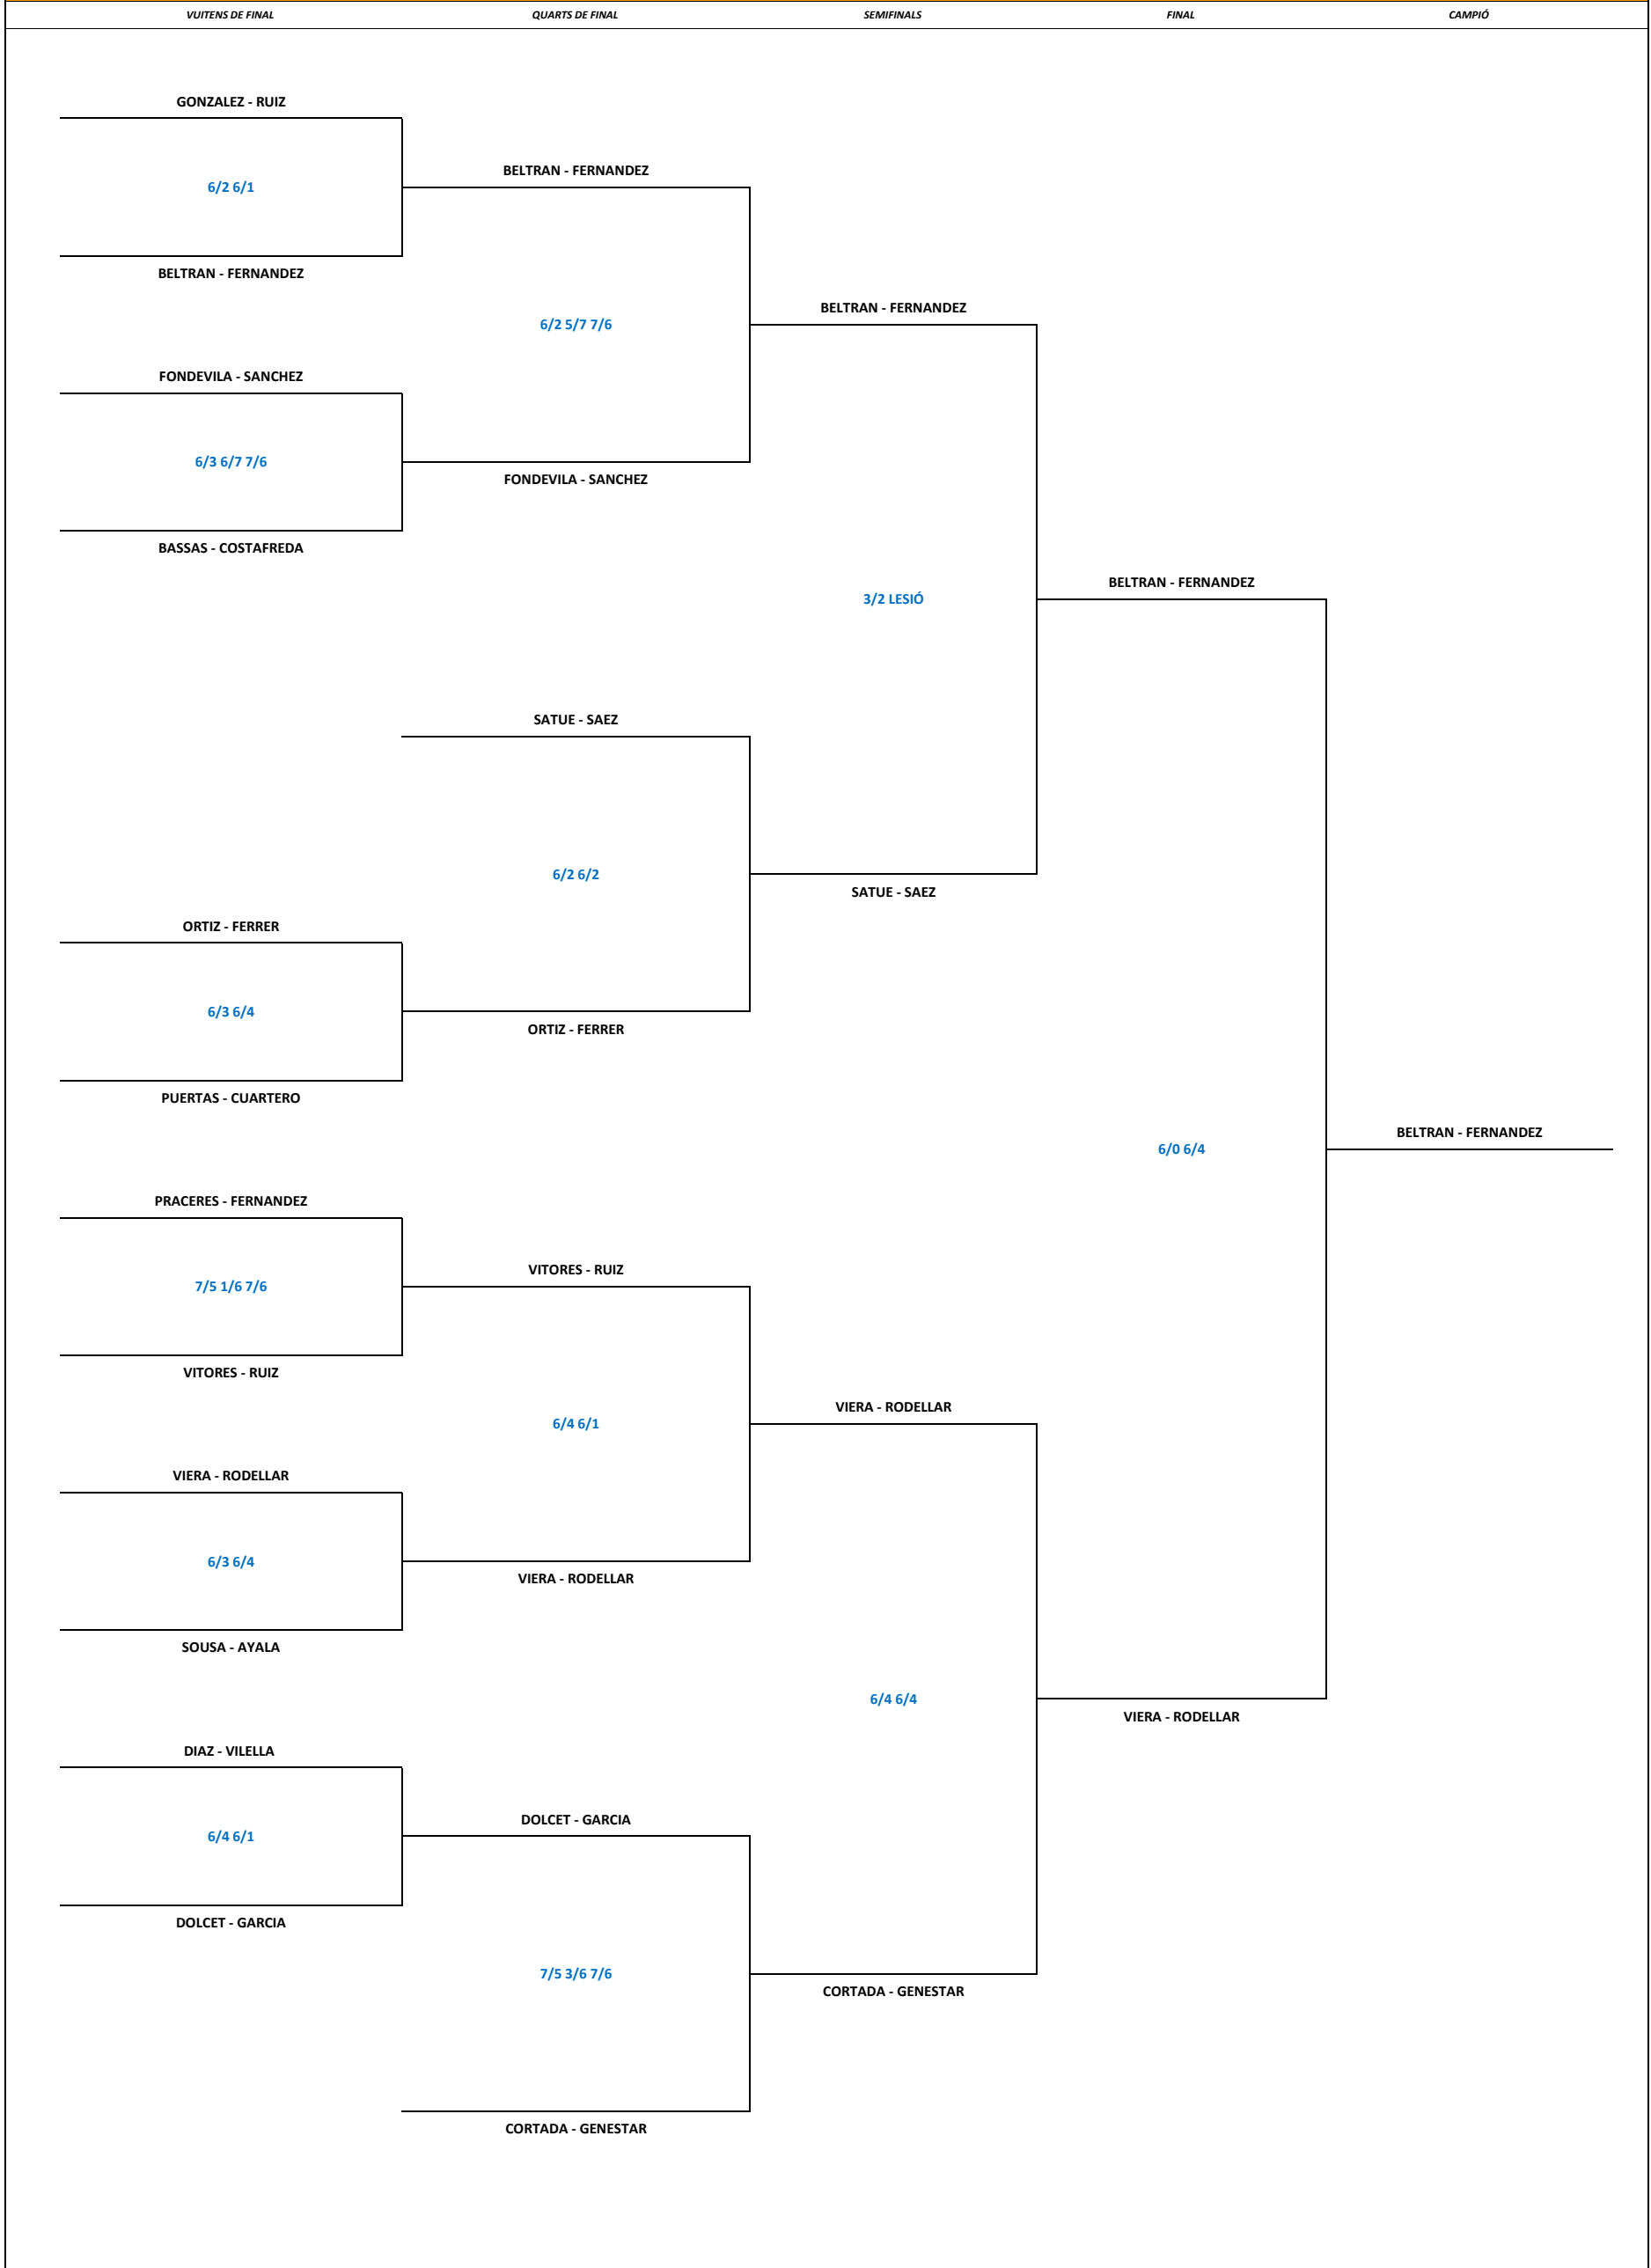 VUITENS DE FINAL QUARTS DE FINAL SEMIFINALS FINAL CAMPIÓ
GONZALEZ - RUIZ
BELTRAN - FERNANDEZ
6/2 6/1
BELTRAN - FERNANDEZ
BELTRAN - FERNANDEZ
6/2 5/7 7/6
FONDEVILA - SANCHEZ
6/3 6/7 7/6
FONDEVILA - SANCHEZ
BASSAS - COSTAFREDA
BELTRAN - FERNANDEZ
3/2 LESIÓ
SATUE - SAEZ
6/2 6/2
SATUE - SAEZ
ORTIZ - FERRER
6/3 6/4
ORTIZ - FERRER
PUERTAS - CUARTERO
BELTRAN - FERNANDEZ
6/0 6/4
PRACERES - FERNANDEZ
VITORES - RUIZ
7/5 1/6 7/6
VITORES - RUIZ
VIERA - RODELLAR
6/4 6/1
VIERA - RODELLAR
6/3 6/4
VIERA - RODELLAR
SOUSA - AYALA
6/4 6/4
VIERA - RODELLAR
DIAZ - VILELLA
DOLCET - GARCIA
6/4 6/1
DOLCET - GARCIA
7/5 3/6 7/6
CORTADA - GENESTAR
CORTADA - GENESTAR